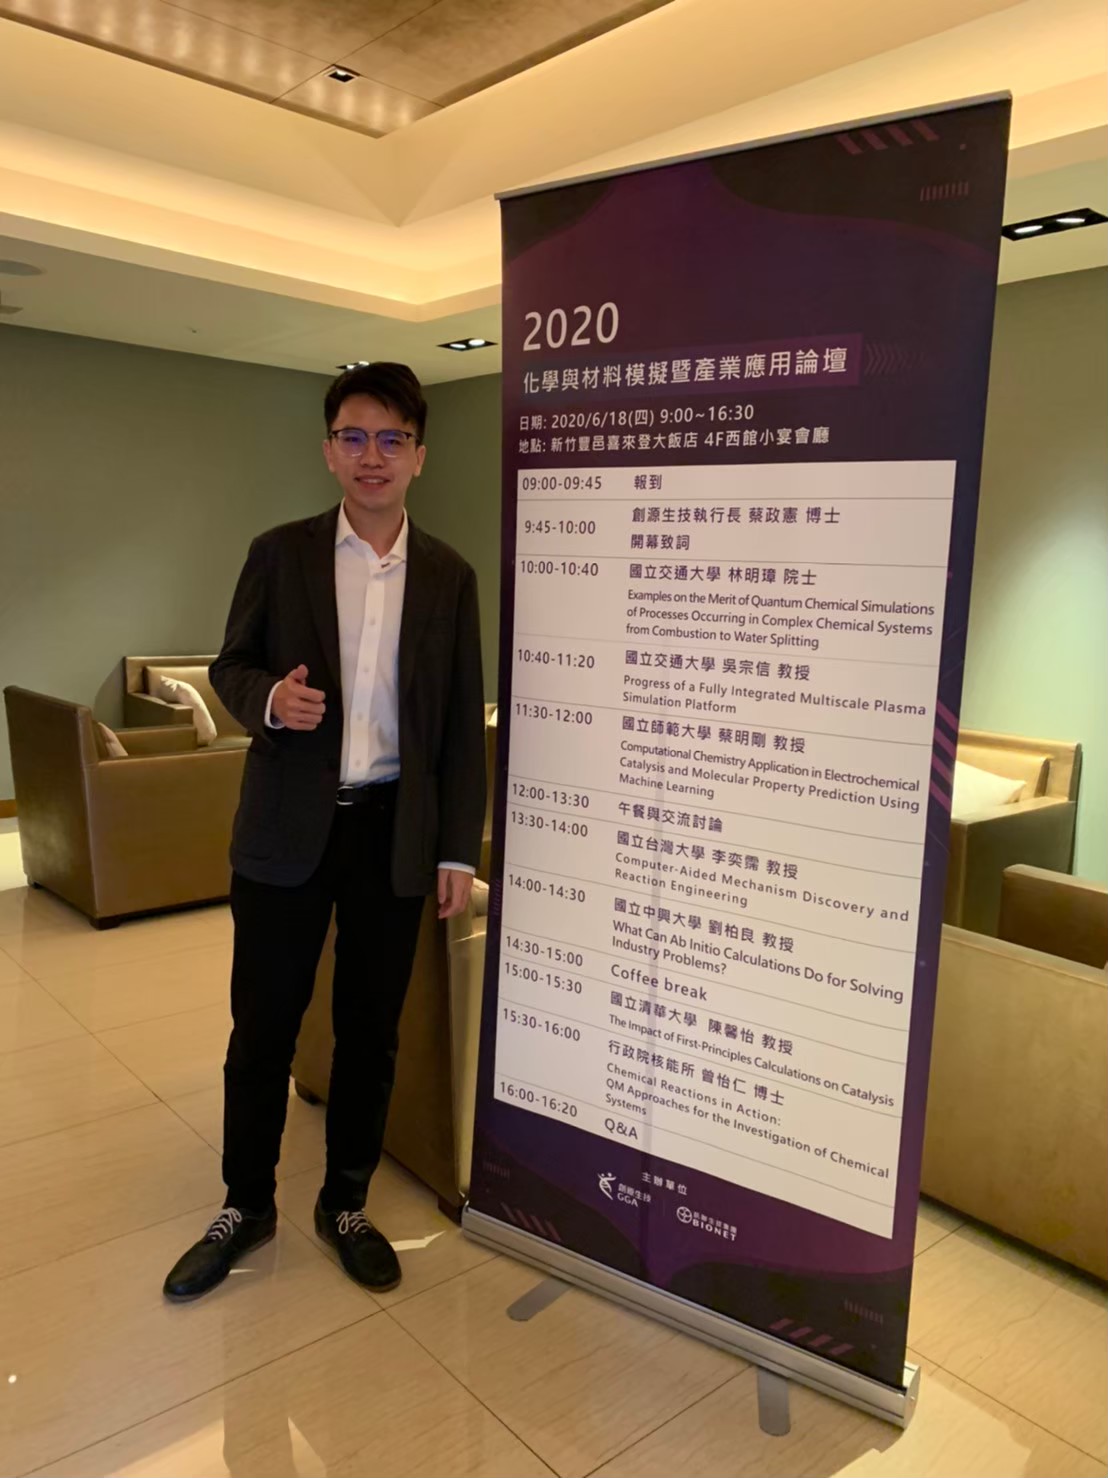 2020
化學與材料模擬暨產業應用論壇
日期: 2020/6/18(四) 9:00~16:30
地點: 新竹豐邑喜來登大飯店 4F西館小宴會廳
09:00-09:45 報到
9:45-10:00 創源生技執行長 蔡政憲 博士
開幕致詞
10:00-10:40 國立交通大學 林明璋 院士
Examples on the Merit of Quantum Chemical Simulations
of Processes Occurring in Complex Chemical Systems
from Combustion to Water Splitting
10:40-11:20 國立交通大學 吳宗信 教授
Progress of a Fully Integrated Multiscale Plasma
Simulation Platform
11:30-12:00 國立師範大學 蔡明剛 教授
Computational Chemistry Application in Electrochemical
Catalysis and Molecular Property Prediction Using
Machine Learning
12:00-13:30 午餐與交流討論
13:30-14:00 國立台灣大學 李奕霈 教授
Computer-Aided Mechanism Discovery and
Reaction Engineering
14:00-14:30 國立中興大學 劉柏良 教授
What Can Ab Initio Calculations Do for Solving
Industry Problems?
14:30-15:00 Coffee break
15:00-15:30 國立清華大學 陳馨怡 教授
The Impact of First-Principles Calculations on Catalysis
15:30-16:00 行政院核能所 曾怡仁 博士
Chemical Reactions in Action:
QM Approaches for the Investigation of Chemical
Systems
16:00-16:20 Q&A
主辦單位
創源生技
GGA
訊聯生技集團
BIONET